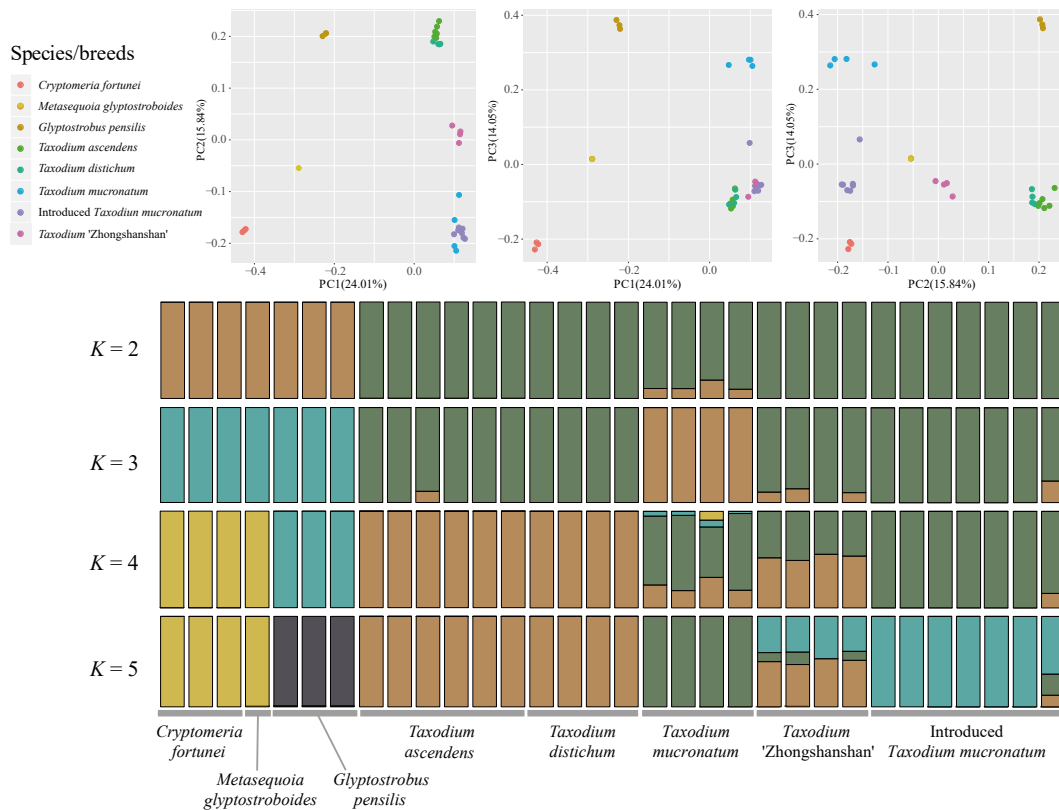 Species/breeds
Cryptomeria fortunei
Metasequoia glyptostroboides
Glyptostrobus pensilis
Taxodium ascendens
Taxodium distichum
Taxodium mucronatum
Introduced Taxodiun mucronatum
Taxodium 'Zhongshanshan'
PC2(15.84%)
0.2
0.1
0.0
−0.1
−0.2
−0.4
−0.2
0.0
PC1(24.01%)
PC3(14.05%)
0.4
0.2
0.0
−0.2
−0.4
−0.2
0.0
PC1(24.01%)
PC3(14.05%)
0.4
0.2
0.0
−0.2
−0.2
−0.1
0.0
0.1
0.2
PC2(15.84%)
K = 2
K = 3
K = 4
K = 5
Cryptomeria
fortunei
Metasequoia
glyptostroboides
Glyptostrobus
pensilis
Taxodium
ascendens
Taxodium
distichum
Taxodium
mucronatum
Taxodium
'Zhongshanshan'
Introduced
Taxodium mucronatum